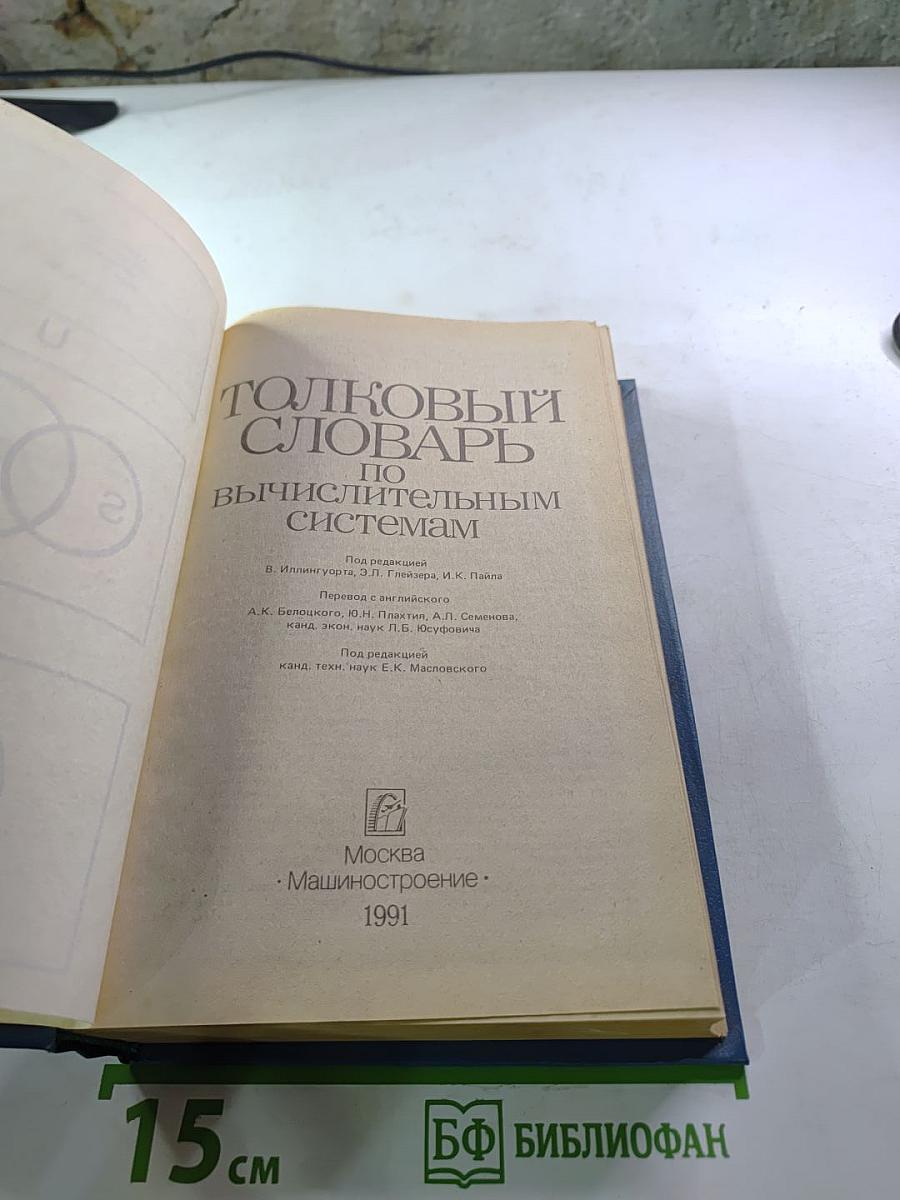 ТОЛКОВЫЙ
СЛОВАРЬ
ПО
ВЫЧИСЛИТЕЛЬНЫМ
СИСТЕМАМ
Под редакцией
В. Иллингуорта, Э.Л. Глейзера, И.К. Пайла
Перевод с английского
А.К. Белоцкого, Ю.Н. Плахтия, А.Л. Семенова,
канд. экон. наук Л.Б. Юсуфовича
Под редакцией
канд. техн. наук Е.К. Масловского
Москва
· Машиностроение ·
1991
15 см
БФ БИБЛИОФАН